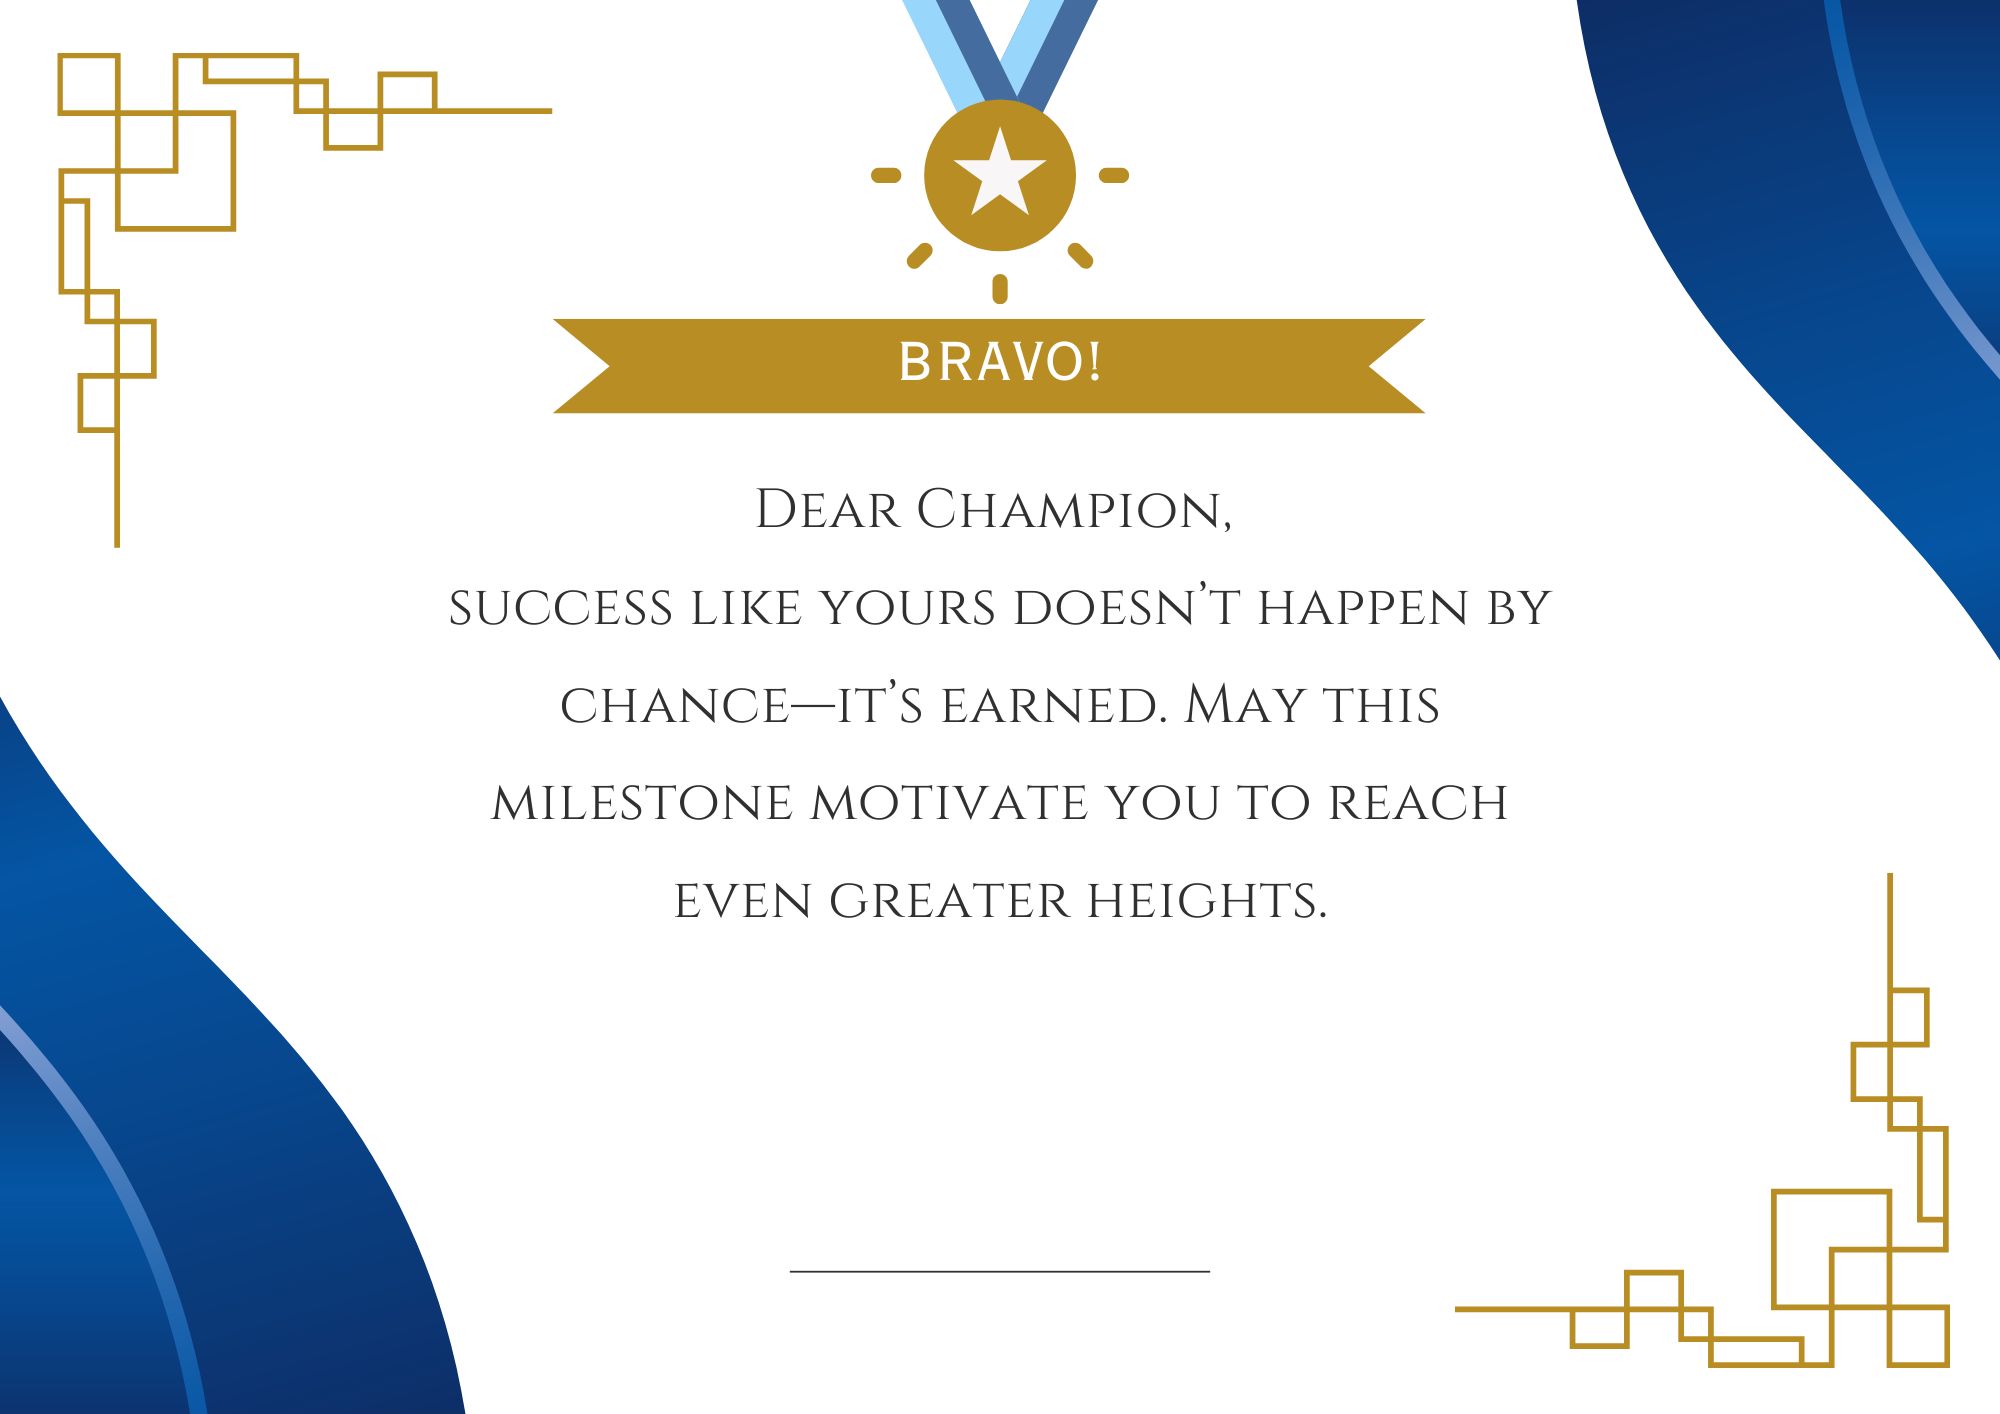 BRAVO!
Dear Champion,
success like yours doesn’t happen by
chance—it’s earned. May this
milestone motivate you to reach
even greater heights.